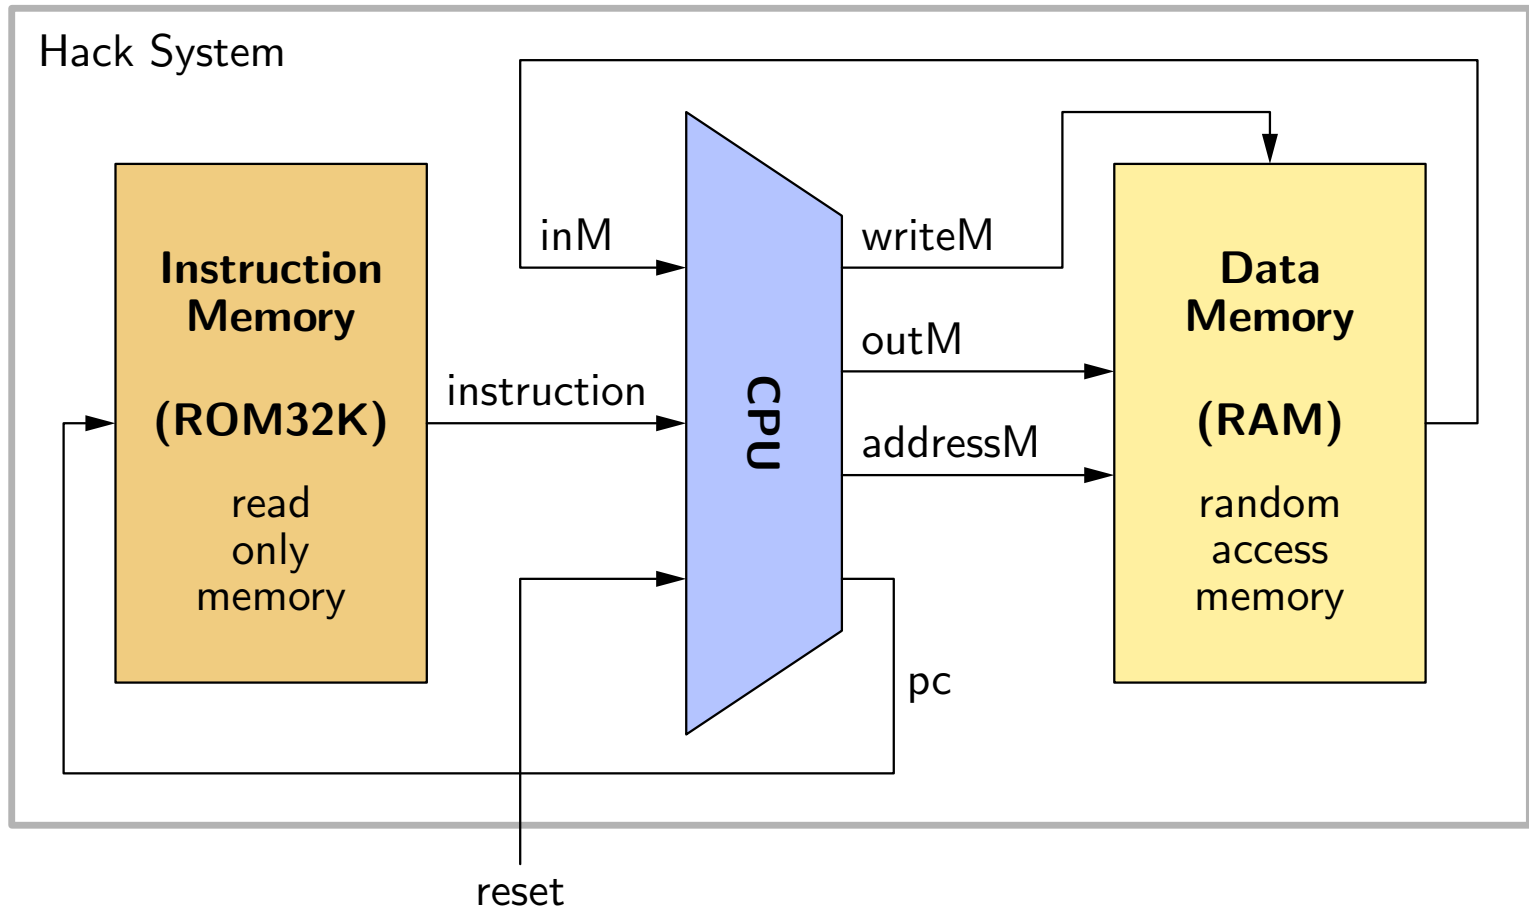 Hack System
Instruction
Memory
(ROM32K)
read
only
memory
inM
instruction
CPU
writeM
outM
addressM
pc
Data
Memory
(RAM)
random
access
memory
reset